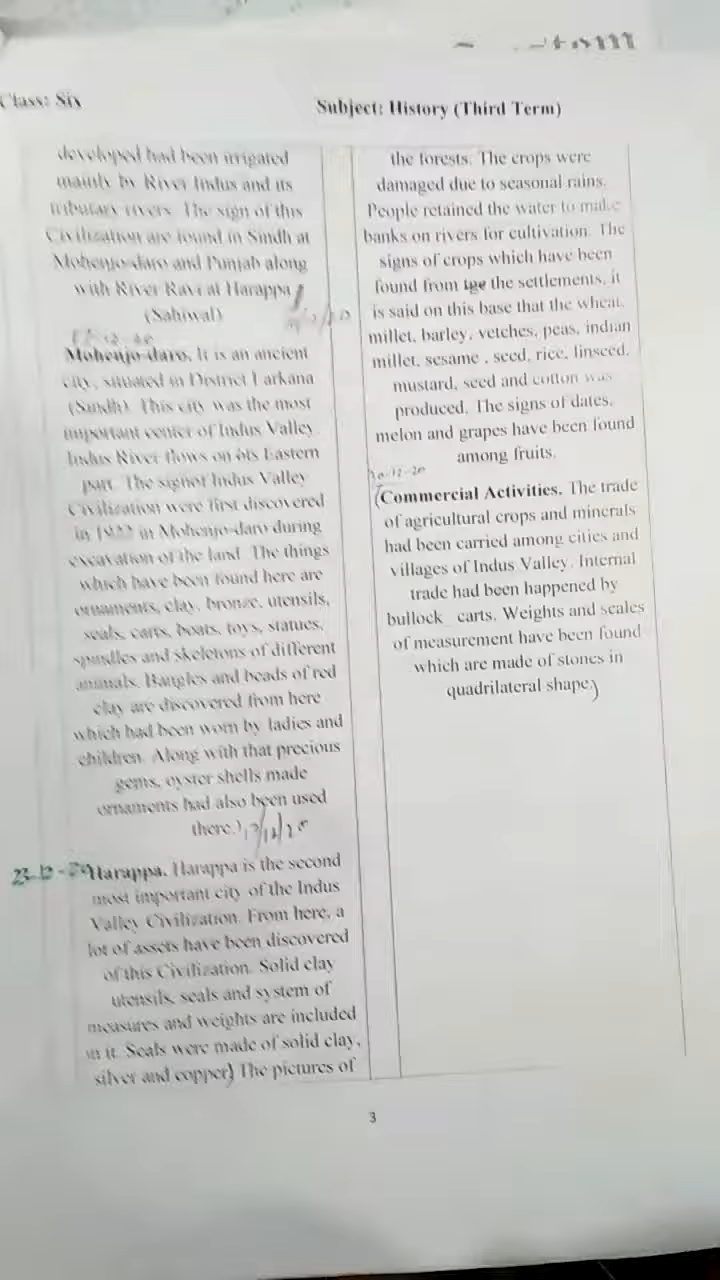 Class: Six
Subject: History (Third Term)
developed had been irrigated
mainly by River Indus and its
tributary rivers. The sign of this
Civilization are found in Sindh at
Mohenjo-daro and Punjab along
with River Ravi at Harappa
(Sahiwal)
17-12-20
Mohenjo-daro. It is an ancient
city, situated in District Larkana
(Sindh). This city was the most
important center of Indus Valley.
Indus River flows on ots Eastern
part. The signof Indus Valley
Civilization were first discovered
in 1922 in Mohenjo-daro during
excavation of the land. The things
which have been found here are
ornaments, clay, bronze, utensils,
seals, carts, boats, toys, statues,
spindles and skeletons of different
animals. Bangles and beads of red
clay are discovered from here
which had been worn by ladies and
children. Along with that precious
gems, oyster shells made
ornaments had also been used
there.)
23-12-20 Harappa. Harappa is the second
most important city of the Indus
Valley Civilization. From here, a
lot of assets have been discovered
of this Civilization. Solid clay
utensils, seals and system of
measures and weights are included
in it. Seals were made of solid clay,
silver and copper) The pictures of
the forests. The crops were
damaged due to seasonal rains.
People retained the water to make
banks on rivers for cultivation. The
signs of crops which have been
found from tge the settlements, it
is said on this base that the wheat,
millet, barley, vetches, peas, indian
millet, sesame , seed, rice, linseed,
mustard, seed and cotton was
produced. The signs of dates,
melon and grapes have been found
among fruits.
30-12-20
(Commercial Activities. The trade
of agricultural crops and minerals
had been carried among cities and
villages of Indus Valley. Internal
trade had been happened by
bullock carts. Weights and scales
of measurement have been found
which are made of stones in
quadrilateral shape.)
3